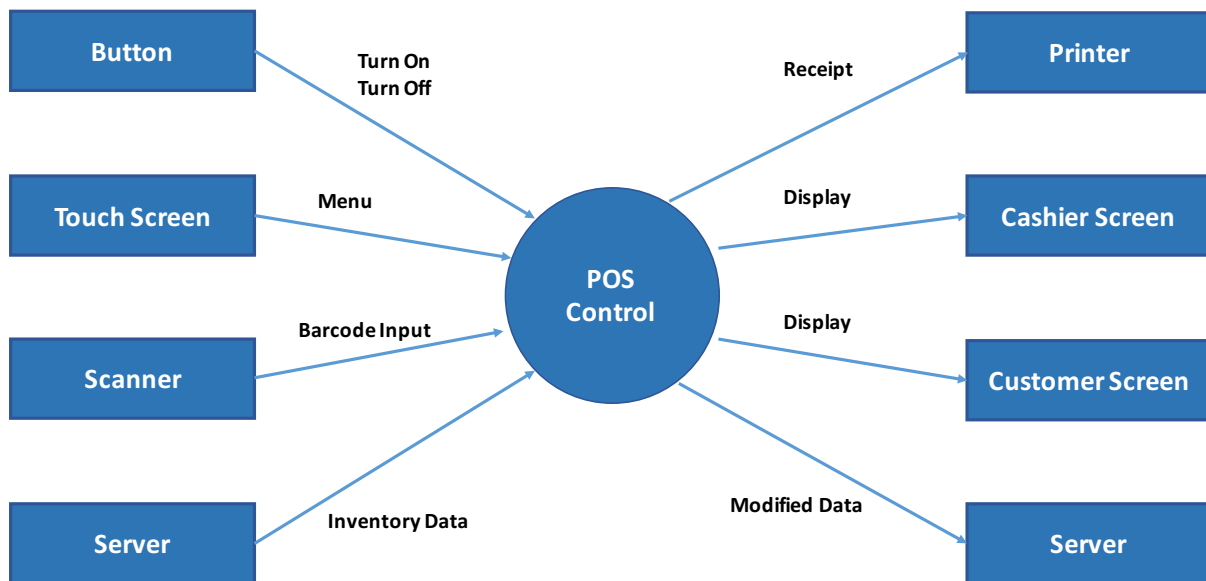 Button
Turn On
Turn Off
Receipt
Printer
Touch Screen
Menu
Display
Cashier Screen
POS
Control
Scanner
Barcode Input
Display
Customer Screen
Server
Inventory Data
Modified Data
Server